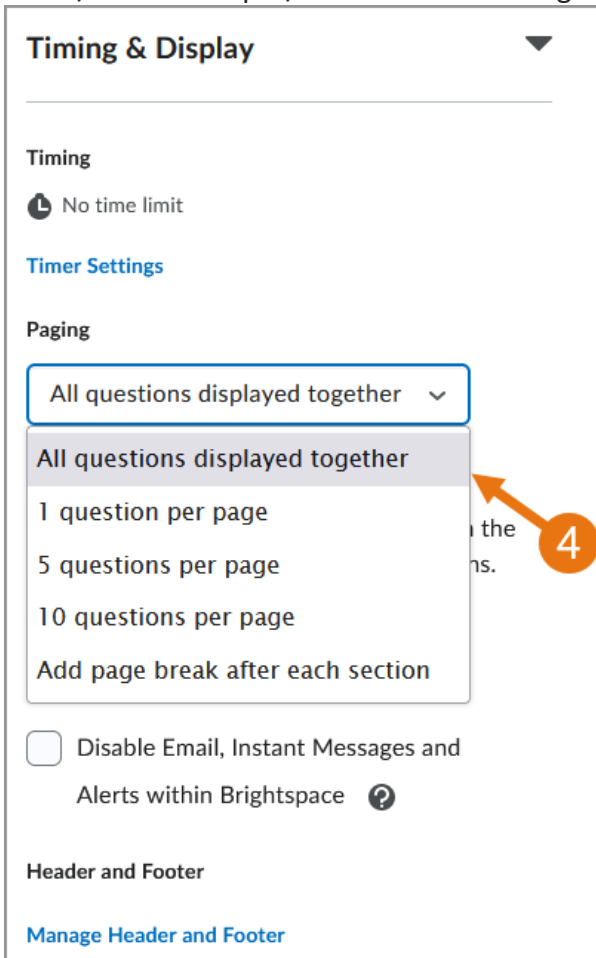 Timing & Display
Timing
No time limit
Timer Settings
Paging
All questions displayed together
All questions displayed together
1 question per page
the
4
5 questions per page
ns.
10 questions per page
Add page break after each section
Disable Email, Instant Messages and
Alerts within Brightspace ?
Header and Footer
Manage Header and Footer